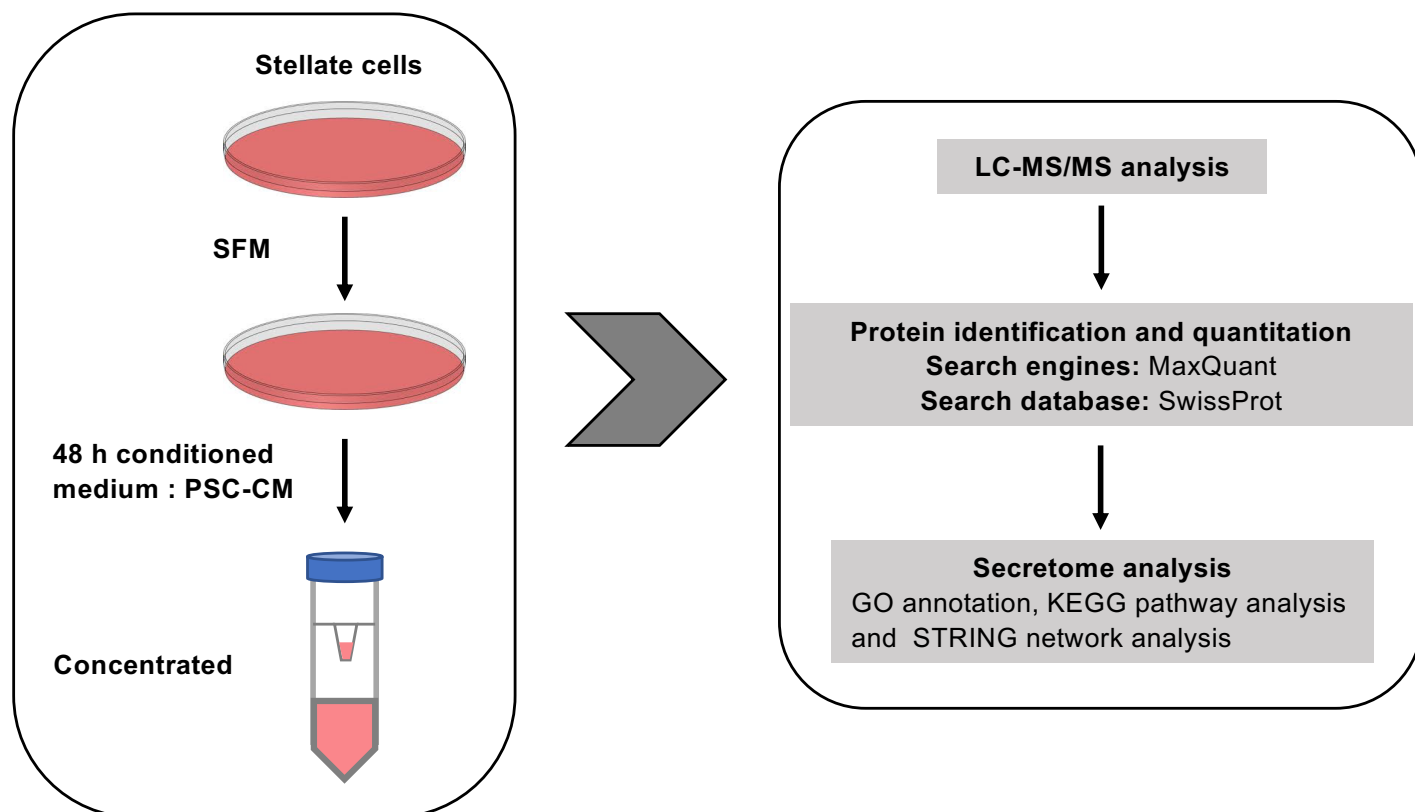 Stellate cells
SFM
48 h conditioned
medium : PSC-CM
Concentrated
LC-MS/MS analysis
Protein identification and quantitation
Search engines: MaxQuant
Search database: SwissProt
Secretome analysis
GO annotation, KEGG pathway analysis
and STRING network analysis